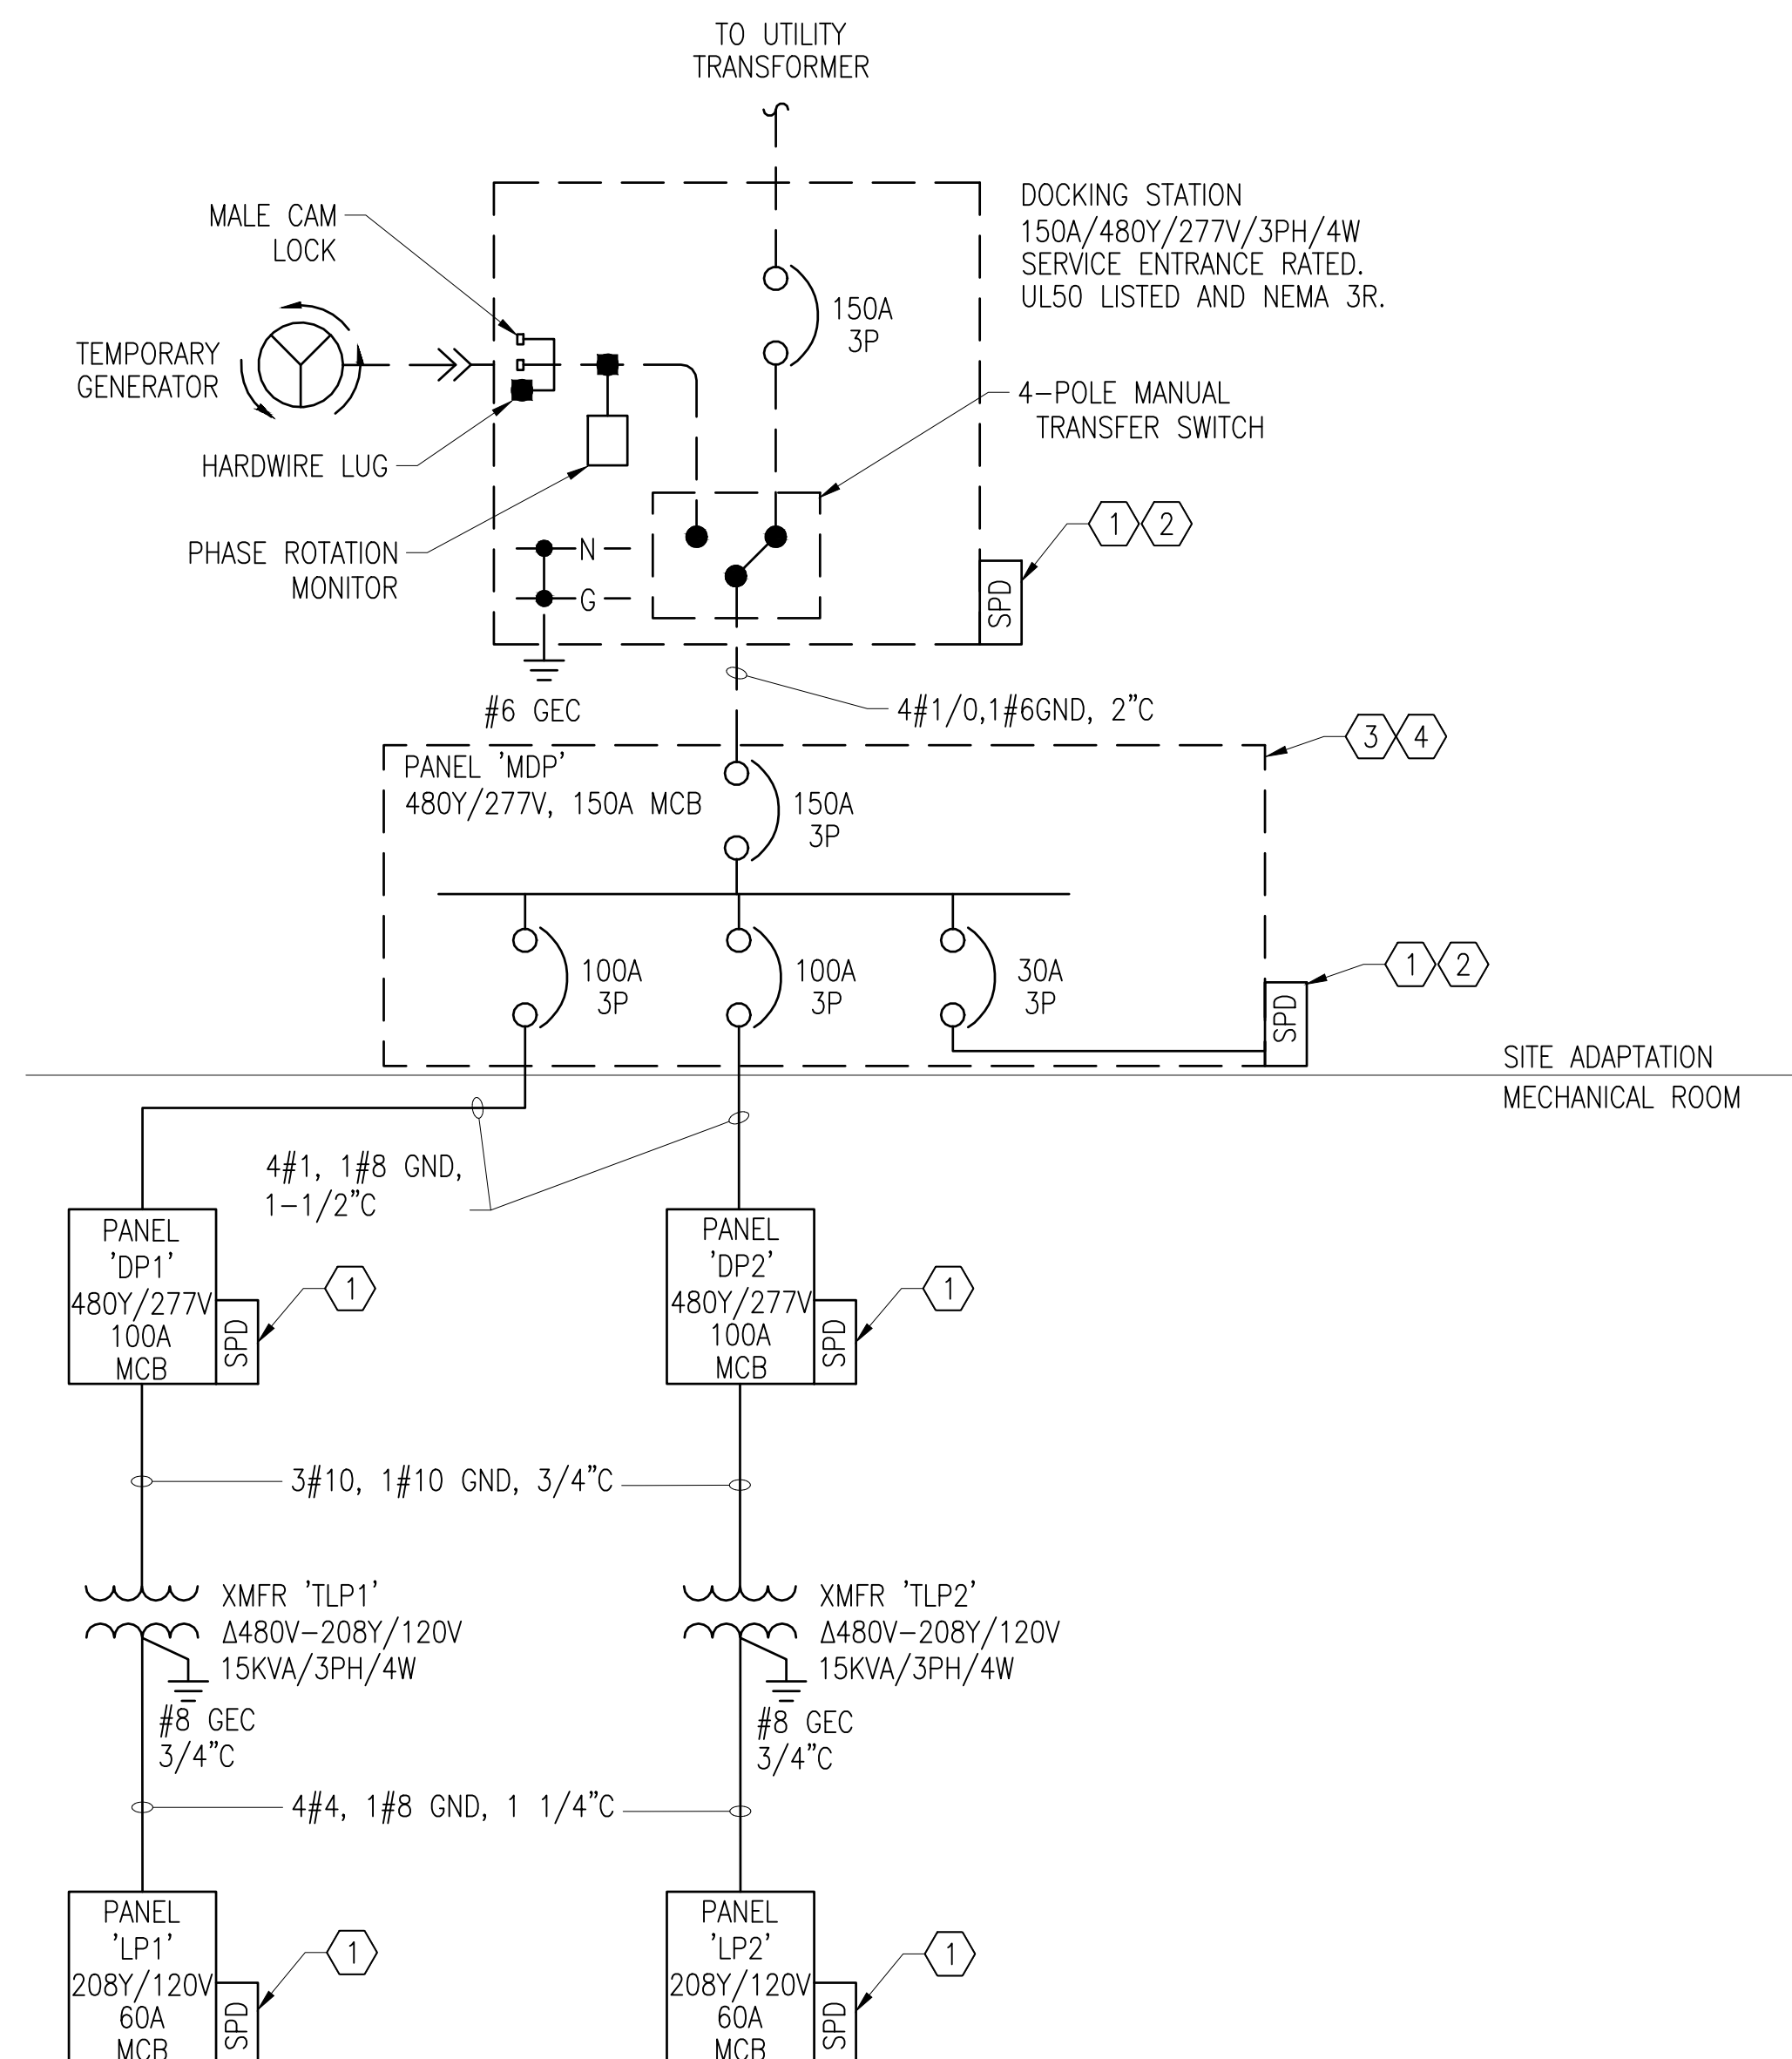 TO UTILITY
TRANSFORMER
DOCKING STATION
150A/480Y/277V/3PH/4W
SERVICE ENTRANCE RATED.
UL50 LISTED AND NEMA 3R.
MALE CAM
LOCK
150A
3P
TEMPORARY
GENERATOR
4-POLE MANUAL
TRANSFER SWITCH
HARDWIRE LUG
1 2
PHASE ROTATION
MONITOR
N
G
SPD
#6 GEC
4#1/0,1#6GND, 2"C
3 4
PANEL 'MDP'
480Y/277V, 150A MCB
150A
3P
100A
3P
100A
3P
30A
3P
1 2
SPD
SITE ADAPTATION
MECHANICAL ROOM
4#1, 1#8 GND,
1-1/2"C
PANEL
'DP1'
480Y/277V
100A
MCB
SPD
1
PANEL
'DP2'
480Y/277V
100A
MCB
SPD
1
3#10, 1#10 GND, 3/4"C
XMFR 'TLP1'
Δ480V-208Y/120V
15KVA/3PH/4W
#8 GEC
3/4"C
XMFR 'TLP2'
Δ480V-208Y/120V
15KVA/3PH/4W
#8 GEC
3/4"C
4#4, 1#8 GND, 1 1/4"C
PANEL
'LP1'
208Y/120V
60A
MCB
SPD
1
PANEL
'LP2'
208Y/120V
60A
MCB
SPD
1